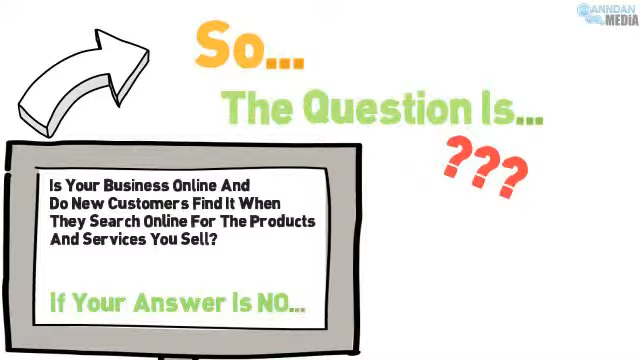 ANNDAN
MEDiA
So...
The Question Is...
???
Is Your Business Online And
Do New Customers Find It When
They Search Online For The Products
And Services You Sell?
If Your Answer Is NO...